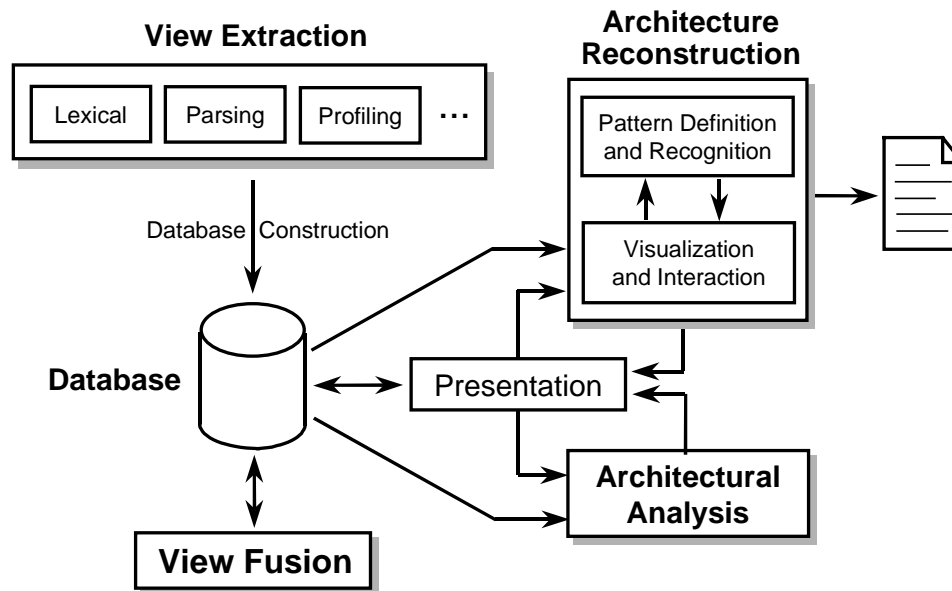 View Extraction
Lexical
Parsing
Profiling
...
Architecture
Reconstruction
Pattern Definition
and Recognition
Visualization
and Interaction
Database Construction
Database
Presentation
Architectural
Analysis
View Fusion